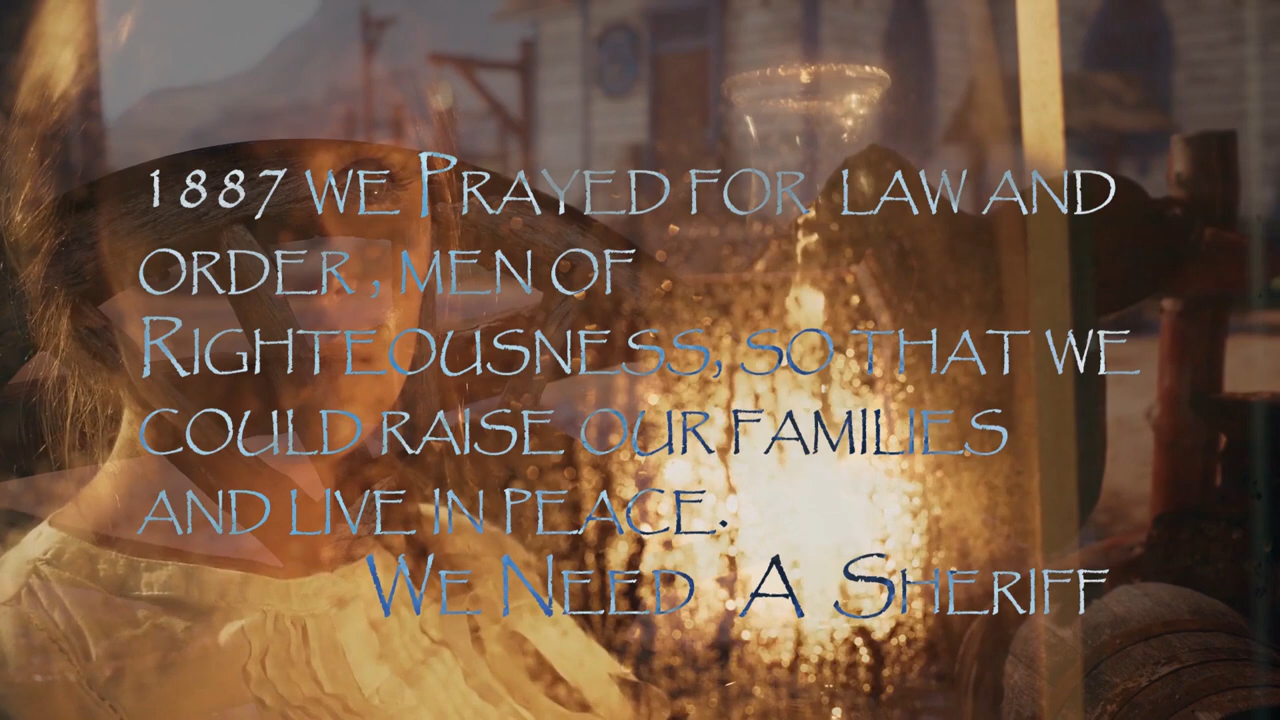 1887 WE PRAYED FOR LAW AND
ORDER, MEN OF
RIGHTEOUSNESS, SO THAT WE
COULD RAISE OUR FAMILIES
AND LIVE IN PEACE.
WE NEED A SHERIFF